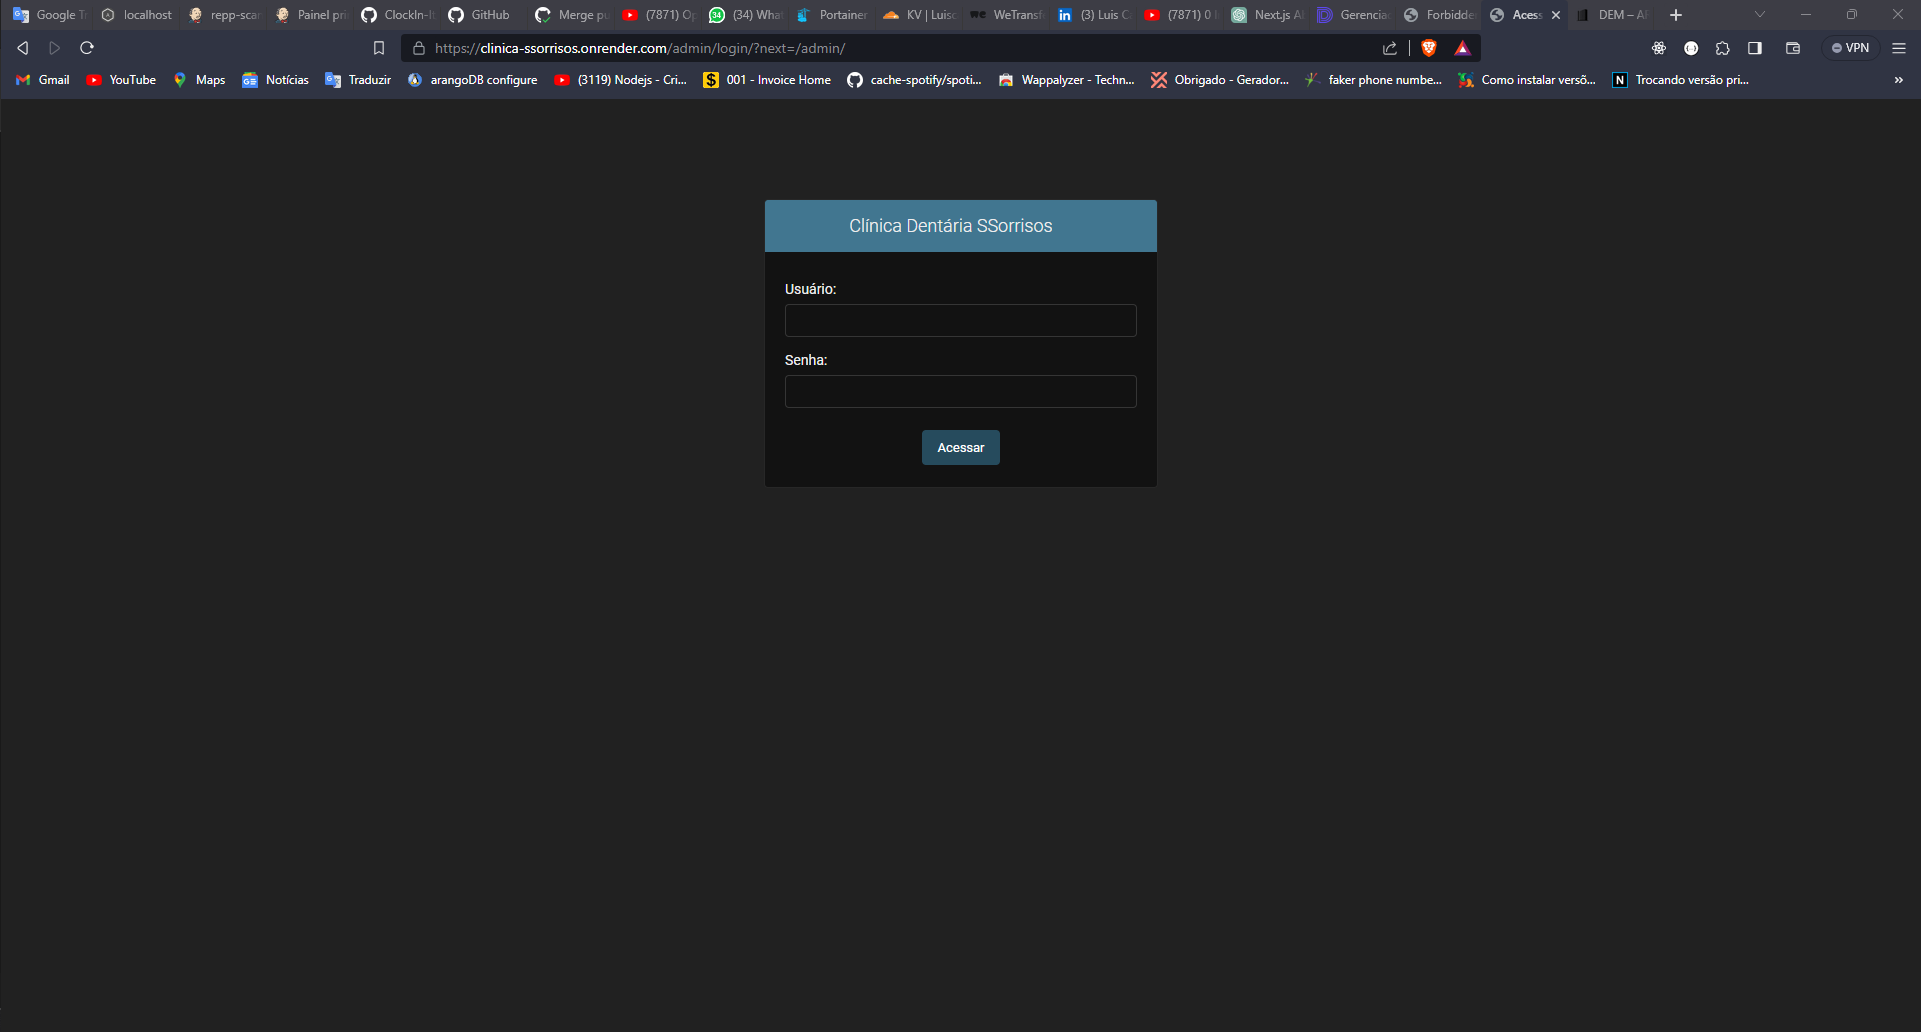 Google T
localhost
repp-scar
Painel pri
ClockIn-I
GitHub
Merge pu
(7871) O
(34) What
Portainer
KV | Luisc
WeTransf
(3) Luis C
(7871) 0
Next.js A
Gerencia
Forbidde
Acess
DEM – A
https://clinica-ssorrisos.onrender.com/admin/login/?next=/admin/
VPN
Gmail
YouTube
Maps
Notícias
Traduzir
arangoDB configure
(3119) Nodejs - Cri...
001 - Invoice Home
cache-spotify/spoti...
Wappalyzer - Techn...
Obrigado - Gerador...
faker phone numbe...
Como instalar versõ...
Trocando versão pri...
»
Clínica Dentária SSorrisos
Usuário:
Senha:
Acessar